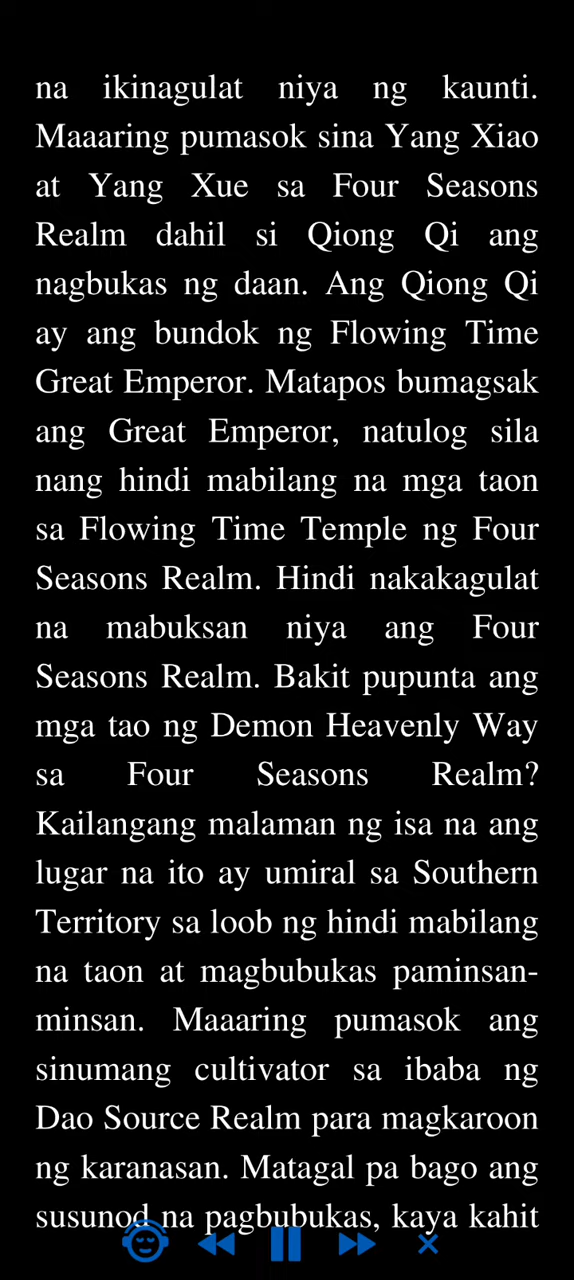 na ikinagulat niya ng kaunti.
Maaaring pumasok sina Yang Xiao
at Yang Xue sa Four Seasons
Realm dahil si Qiong Qi ang
nagbukas ng daan. Ang Qiong Qi
ay ang bundok ng Flowing Time
Great Emperor. Matapos bumagsak
ang Great Emperor, natulog sila
nang hindi mabilang na mga taon
sa Flowing Time Temple ng Four
Seasons Realm. Hindi nakakagulat
na mabuksan niya ang Four
Seasons Realm. Bakit pupunta ang
mga tao ng Demon Heavenly Way
sa Four Seasons Realm?
Kailangang malaman ng isa na ang
lugar na ito ay umiral sa Southern
Territory sa loob ng hindi mabilang
na taon at magbubukas paminsan-
minsan. Maaaring pumasok ang
sinumang cultivator sa ibaba ng
Dao Source Realm para magkaroon
ng karanasan. Matagal pa bago ang
susunod na pagbubukas, kaya kahit